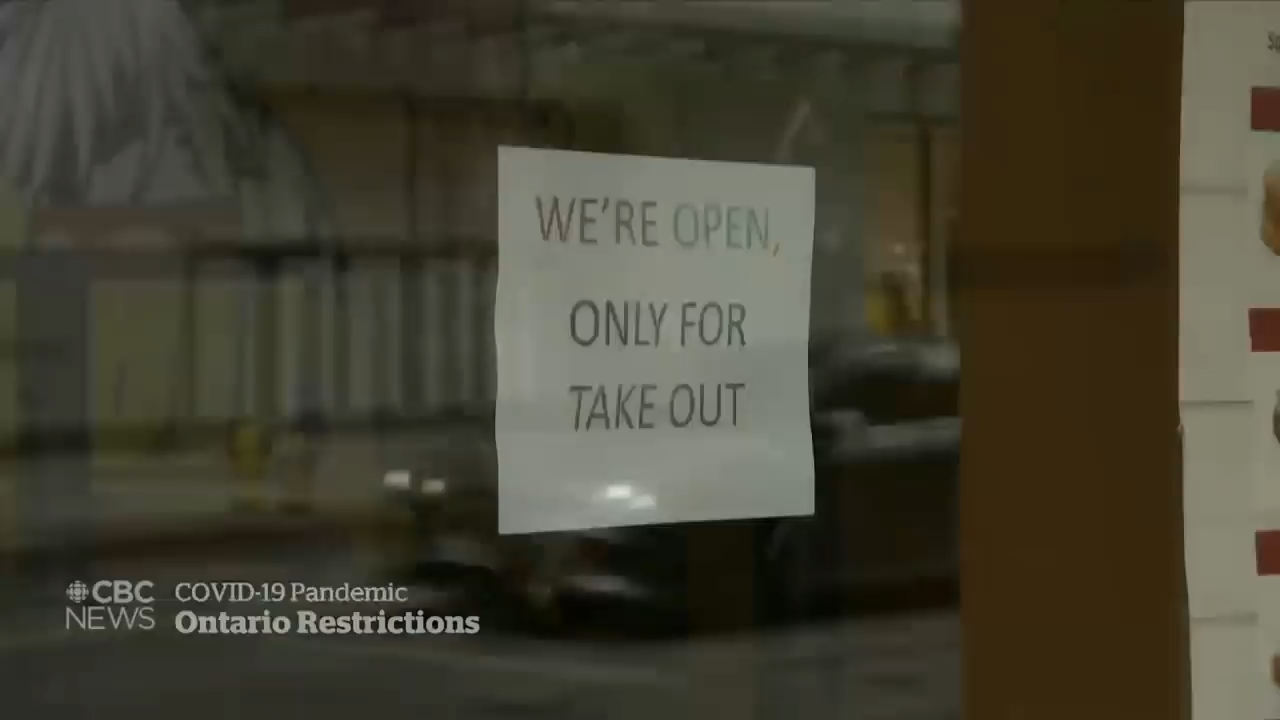 WE'RE OPEN,
ONLY FOR
TAKE OUT
CBC
NEWS
COVID-19 Pandemic
Ontario Restrictions